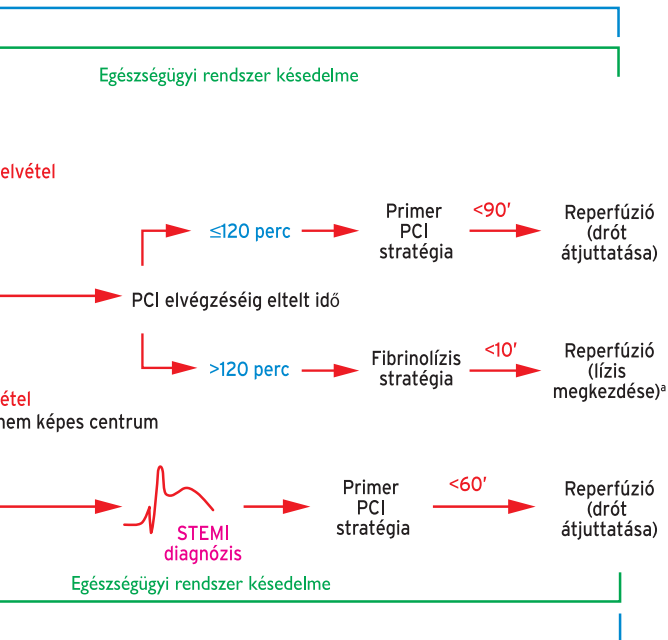 Egészségügyi rendszer késedelme
elvétel
≤120 perc
Primer
PCI
stratégia
<90'
Reperfúzió
(drót
átjuttatása)
PCI elvégzéséig eltelt idő
>120 perc
Fibrinolízis
stratégia
<10'
Reperfúzió
(lízis
megkezdése)ᵃ
étel
nem képes centrum
STEMI
diagnózis
Primer
PCI
stratégia
<60'
Reperfúzió
(drót
átjuttatása)
Egészségügyi rendszer késedelme